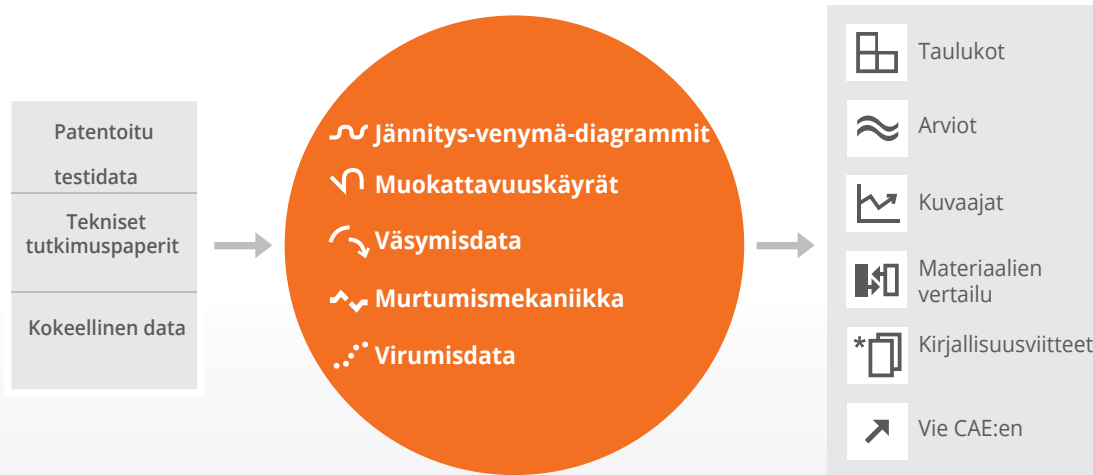 Patentoitu
testidata
Tekniset
tutkimuspaperit
Kokeellinen data
Jännitys-venymä-diagrammit
Muokattavuuskäyrät
Väsymisdata
Murtumismekaniikka
Virumisdata
Taulukot
Arviot
Kuvaajat
Materiaalien
vertailu
*
Kirjallisuusviitteet
Vie CAE:en